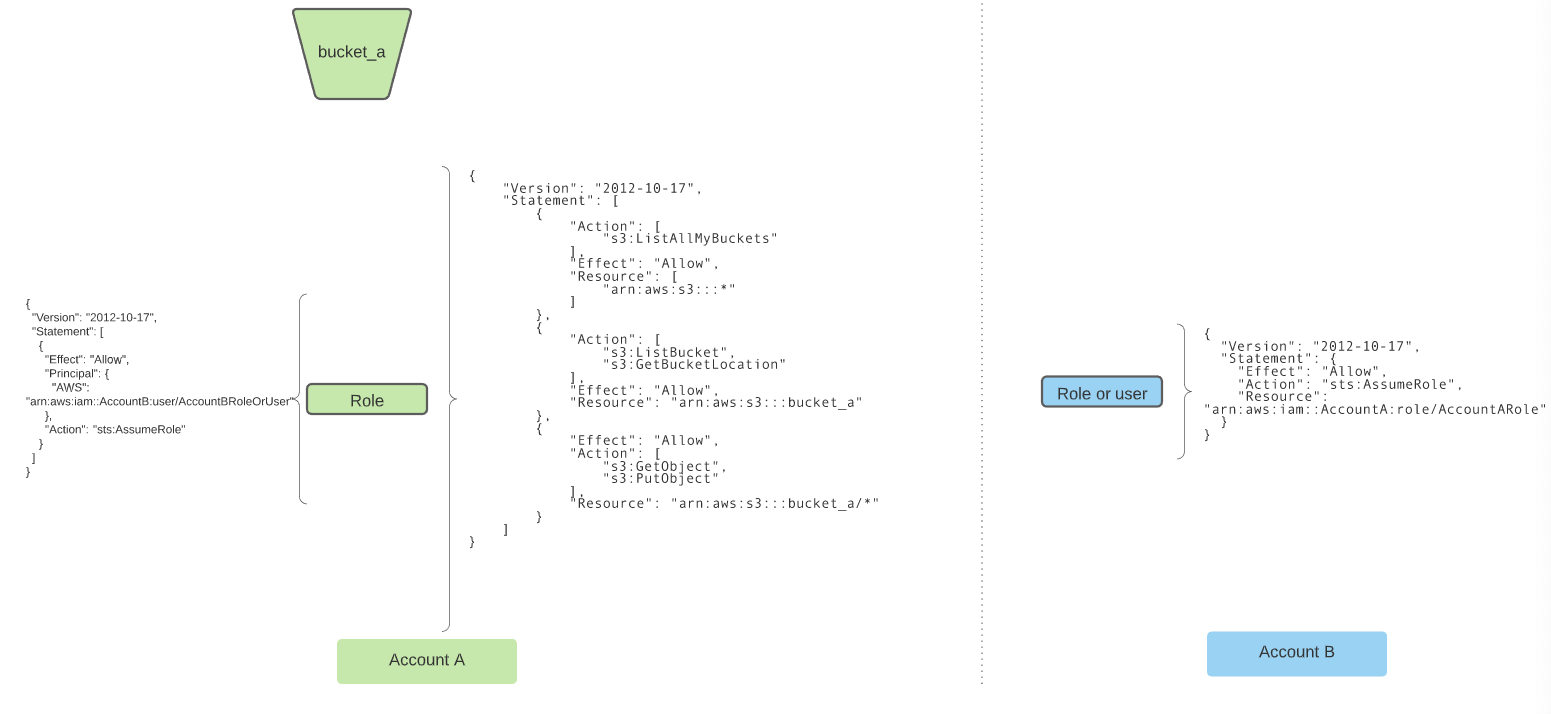 bucket_a
{
"Version": "2012-10-17",
"Statement": [
{
"Effect": "Allow",
"Principal": {
"AWS":
"arn:aws:iam::AccountB:user/AccountBRoleOrUser"
},
"Action": "sts:AssumeRole"
}
]
}
Role
{
"Version": "2012-10-17",
"Statement": [
{
"Action": [
"s3:ListAllMyBuckets"
],
"Effect": "Allow",
"Resource": [
"arn:aws:s3:::*"
]
},
{
"Action": [
"s3:ListBucket",
"s3:GetBucketLocation"
],
"Effect": "Allow",
"Resource": "arn:aws:s3:::bucket_a"
},
{
"Effect": "Allow",
"Action": [
"s3:GetObject",
"s3:PutObject"
],
"Resource": "arn:aws:s3:::bucket_a/*"
}
]
}
Account A
Role or user
{
"Version": "2012-10-17",
"Statement": {
"Effect": "Allow",
"Action": "sts:AssumeRole",
"Resource":
"arn:aws:iam::AccountA:role/AccountARole"
}
}
Account B